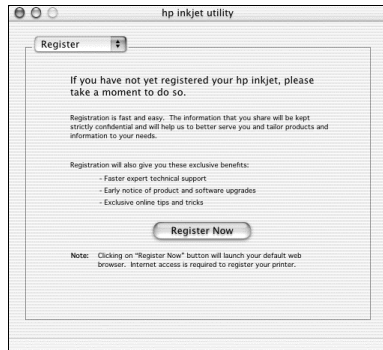 hp inkjet utility
Register
If you have not yet registered your hp inkjet, please
take a moment to do so.
Registration is fast and easy. The information that you share will be kept
strictly confidential and will help us to better serve you and tailor products and
information to your needs.
Registration will also give you these exclusive benefits:
- Faster expert technical support
- Early notice of product and software upgrades
- Exclusive online tips and tricks
Register Now
Note: Clicking on "Register Now" button will launch your default web
browser. Internet access is required to register your printer.